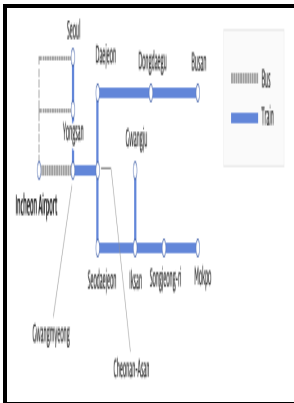 Seoul
Daejeon
Dongdaegu
Busan
Bus
Train
Yongsan
Gwangju
Incheon Airport
Seodaejeon
Iksan
Songjeong-ri
Mokpo
Gwangmyeong
Cheonan-Asan